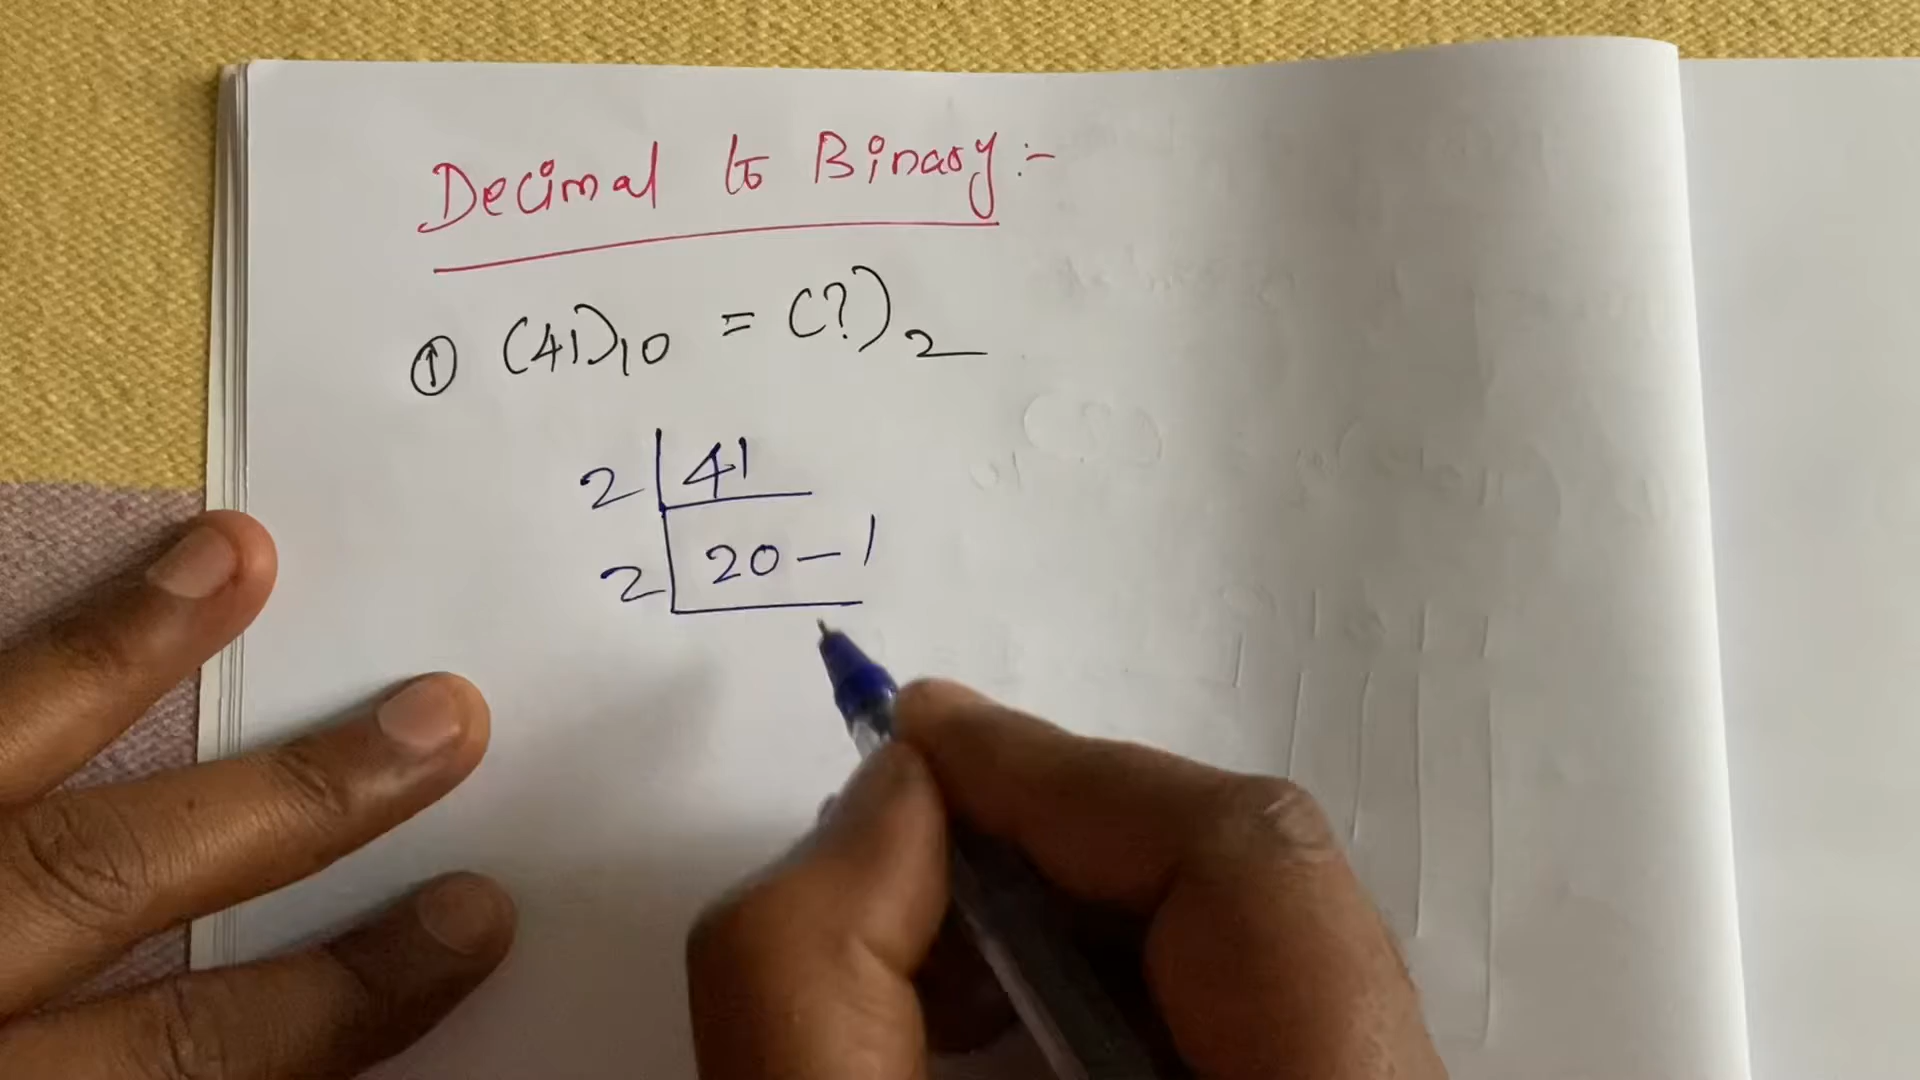 Decimal to Binary :-
① (41)10 = (?)2
2 41
2 20 - 1